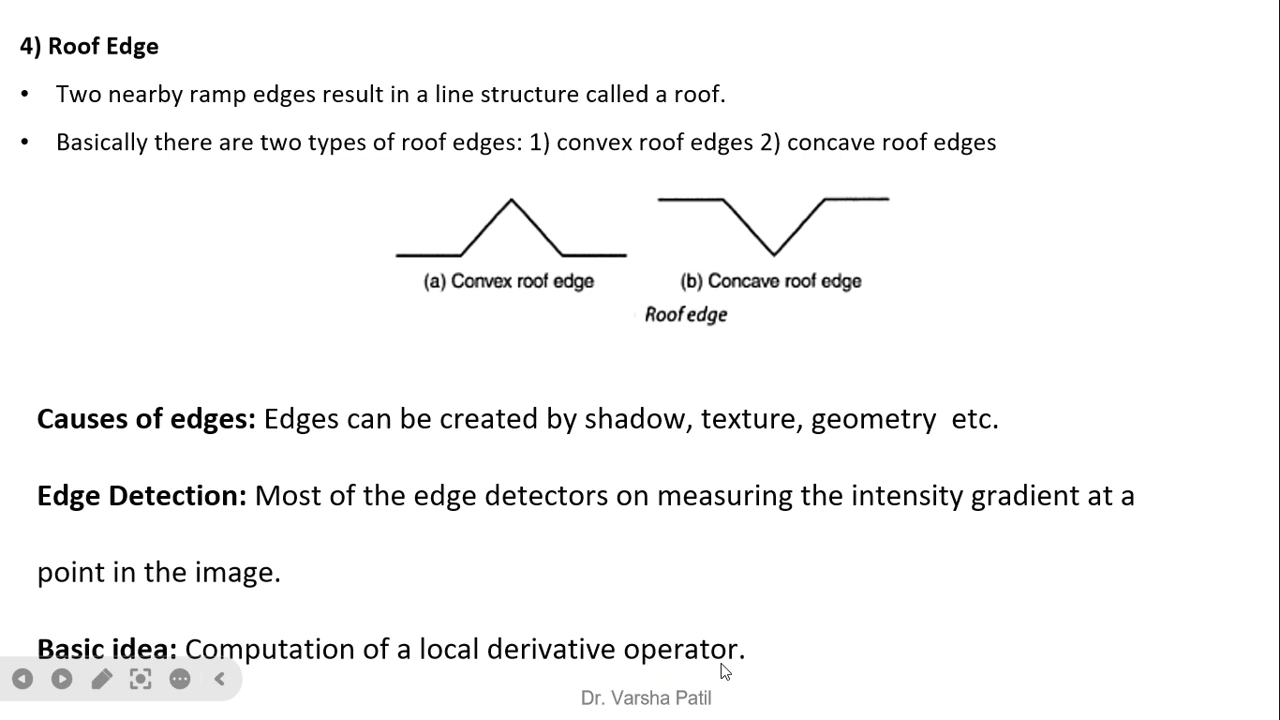 4) Roof Edge
• Two nearby ramp edges result in a line structure called a roof.
• Basically there are two types of roof edges: 1) convex roof edges 2) concave roof edges
(a) Convex roof edge (b) Concave roof edge
Roof edge
Causes of edges: Edges can be created by shadow, texture, geometry etc.
Edge Detection: Most of the edge detectors on measuring the intensity gradient at a
point in the image.
Basic idea: Computation of a local derivative operator.
Dr. Varsha Patil